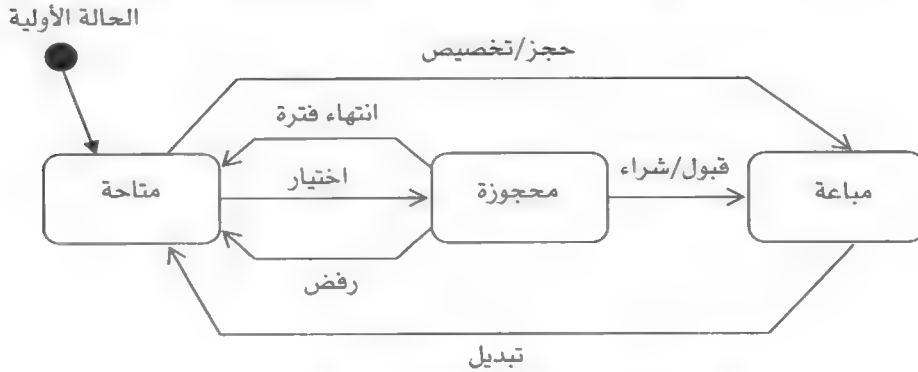 الحالة الأولية
حجز/تخصيص
انتهاء فترة
متاحة
اختيار
محجوزة
قبول/شراء
مباعة
رفض
تبديل